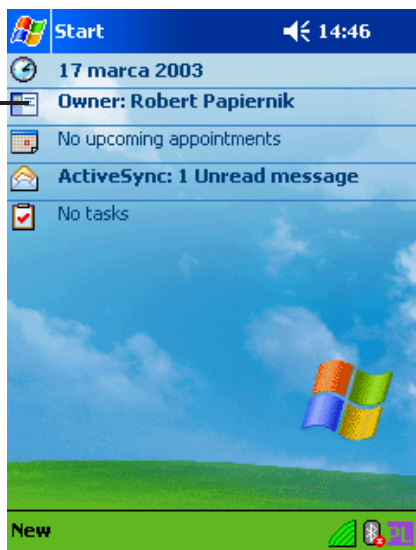 Start 14:46
17 marca 2003
Owner: Robert Papiernik
No upcoming appointments
ActiveSync: 1 Unread message
No tasks
New PL